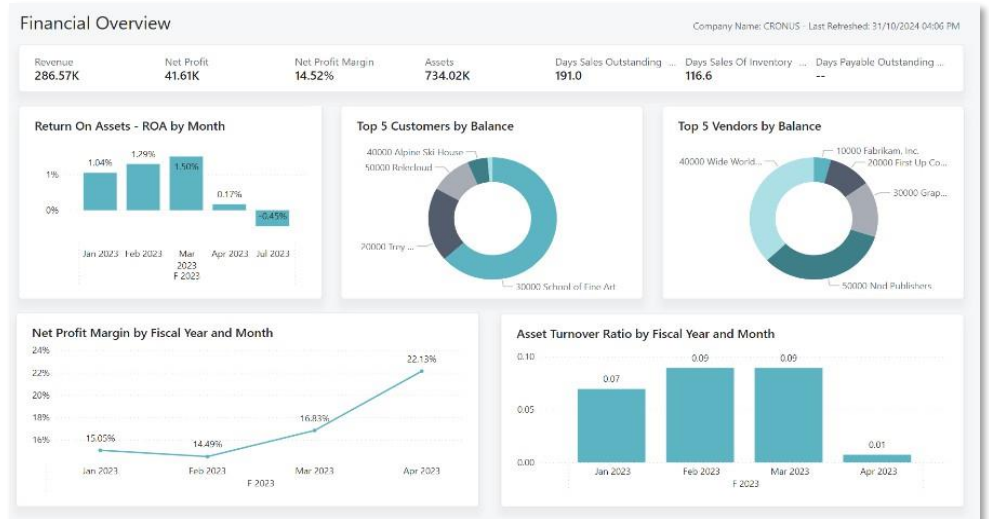 Financial Overview
Company Name: CRONUS - Last Refreshed: 31/10/2024 04:06 PM
Revenue
286.57K
Net Profit
41.61K
Net Profit Margin
14.52%
Assets
734.02K
Days Sales Outstanding ...
191.0
Days Sales Of Inventory ...
116.6
Days Payable Outstanding ...
--
Return On Assets - ROA by Month
1%
0%
1.04%
1.29%
1.50%
0.17%
-0.45%
Jan 2023
Feb 2023
Mar
2023
Apr 2023
Jul 2023
F 2023
Top 5 Customers by Balance
40000 Alpine Ski House
50000 Relecloud
20000 Trey ...
30000 School of Fine Art
Top 5 Vendors by Balance
40000 Wide World...
10000 Fabrikam, Inc.
20000 First Up Co...
30000 Grap...
50000 Nod Publishers
Net Profit Margin by Fiscal Year and Month
24%
22%
20%
18%
16%
15.05%
14.49%
16.83%
22.13%
Jan 2023
Feb 2023
Mar 2023
Apr 2023
F 2023
Asset Turnover Ratio by Fiscal Year and Month
0.10
0.05
0.00
0.07
0.09
0.09
0.01
Jan 2023
Feb 2023
Mar 2023
Apr 2023
F 2023